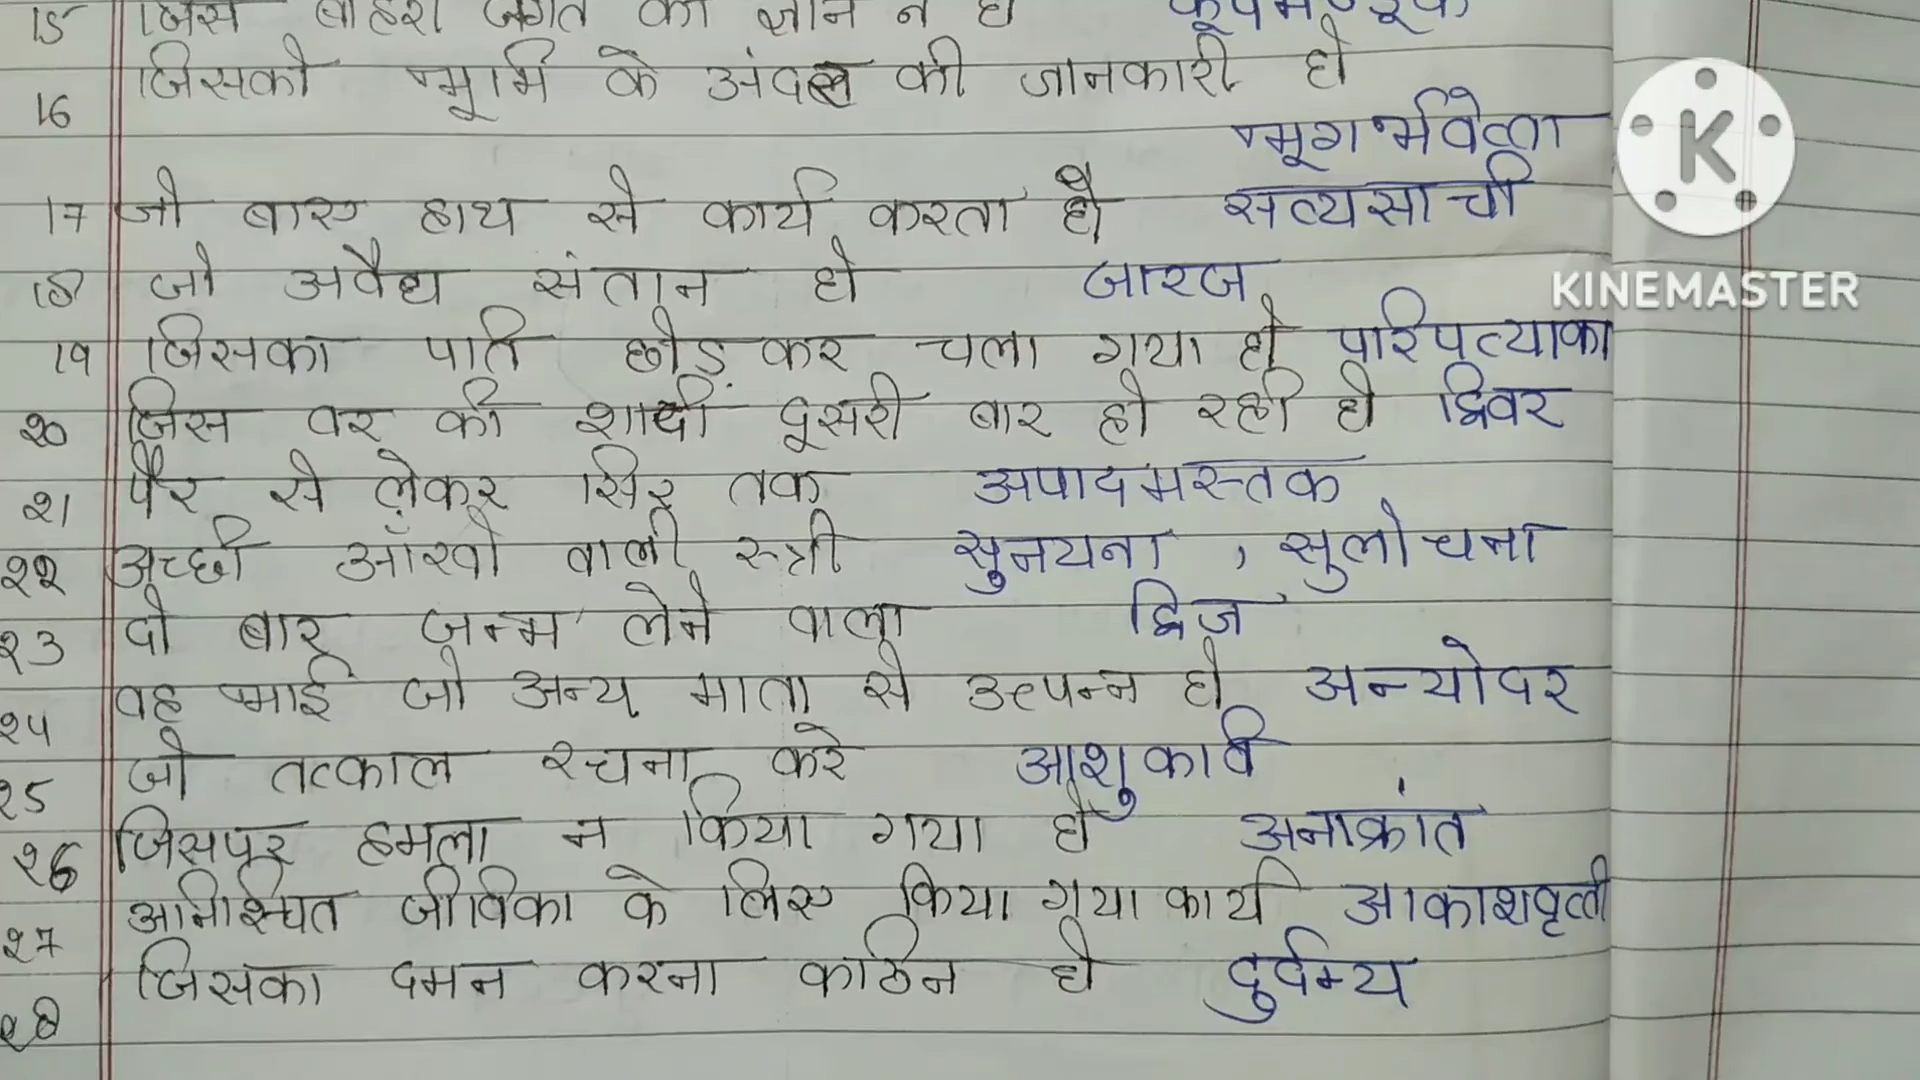 15 जिसे बाहरी जगत का ज्ञान न हो कूपमण्डूक
16 जिसको भूमि के अंदर की जानकारी हो
भूगर्भवेत्ता
17 जो बाए हाथ से कार्य करता है सव्यसाची
18 जो अवैध संतान हो जारज
19 जिसका पति छोड़ कर चला गया हो परिपत्याका
20 जिस वर की शादी दूसरी बार हो रही हो द्विवर
21 पैर से लेकर सिर तक अपादमस्तक
22 अच्छी आँखो वाली स्त्री सुनयना , सुलोचना
23 दो बार जन्म लेने वाला द्विज
24 वह भाई जो अन्य माता से उत्पन्न हो अन्योदर
25 जो तत्काल रचना करे आशुकवि
26 जिसपर हमला न किया गया हो अनाक्रांत
27 अनिश्चित जीविका के लिए किया गया कार्य आकाशवृत्ती
28 जिसका दमन करना कठिन हो दुर्दम्य
K
KINEMASTER